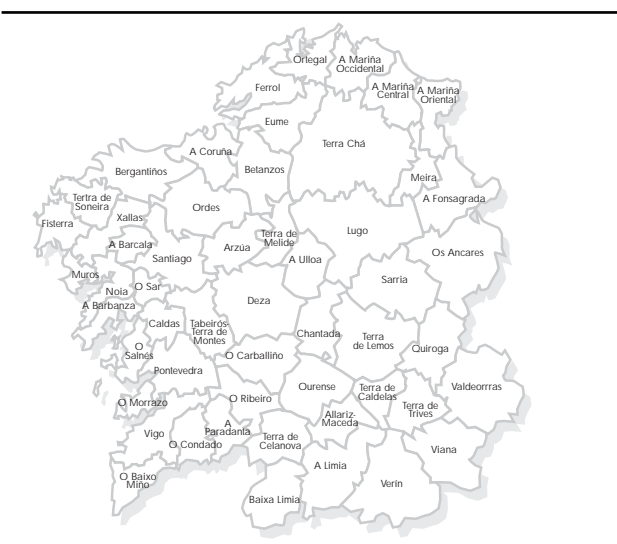 Ortegal
A Mariña
Occidental
Ferrol
A Mariña
Central
A Mariña
Oriental
Eume
Terra Chá
A Coruña
Bergantiños
Betanzos
Meira
A Fonsagrada
Tertra de
Soneira
Xallas
Ordes
Fisterra
Lugo
A Barcala
Arzúa
Terra de
Melide
Santiago
A Ulloa
Os Ancares
Muros
Sarria
Noia
O Sar
A Barbanza
Deza
Caldas
Tabeirós-
Terra de
Montes
Chantada
Terra
de Lemos
O
Salnés
O Carballiño
Quiroga
Pontevedra
Ourense
Valdeorrras
O Morrazo
O Ribeiro
Terra de
Caldelas
Terra de
Trives
Allariz-
Maceda
Vigo
A
Paradanta
O Condado
Terra de
Celanova
Viana
A Limia
O Baixo
Miño
Verín
Baixa Limia